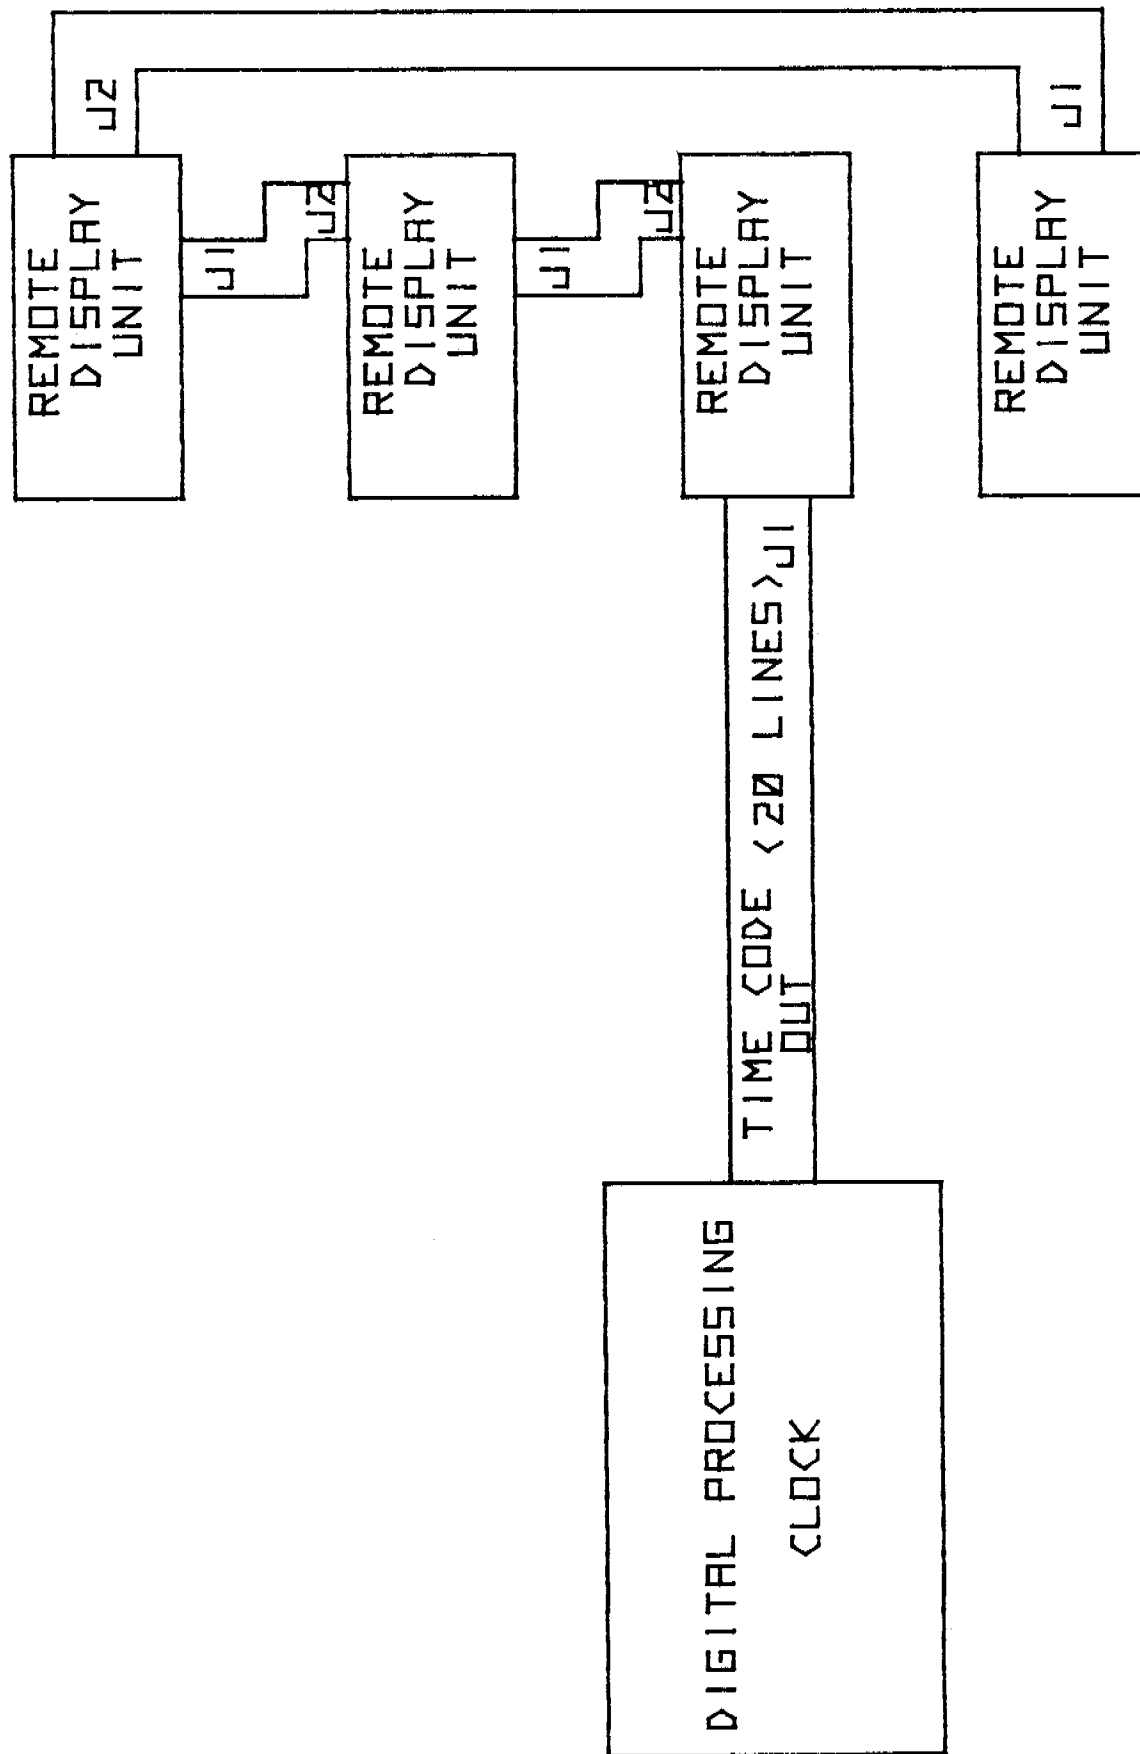 J2
REMOTE
DISPLAY
UNIT
J1
J2
REMOTE
DISPLAY
UNIT
J1
J2
REMOTE
DISPLAY
UNIT
J1
REMOTE
DISPLAY
UNIT
TIME CODE <20 LINES>
OUT
J1
DIGITAL PROCESSING
CLOCK